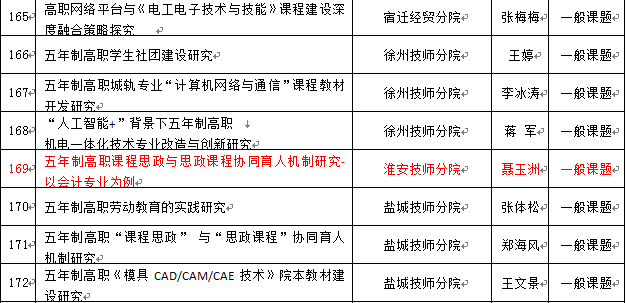 165 高职网络平台与《电工电子技术与技能》课程建设深 宿迁经贸分院 张梅梅 一般课题
度融合策略探究
166 五年制高职学生社团建设研究 徐州技师分院 王婷 一般课题
167 五年制高职城轨专业“计算机网络与通信”课程教材 徐州技师分院 李冰涛 一般课题
开发研究
168 “人工智能+”背景下五年制高职 ↓ 徐州技师分院 蒋 军 一般课题
机电一体化技术专业改造与创新研究
169 五年制高职课程思政与思政课程协同育人机制研究- 淮安技师分院 聂玉洲 一般课题
以会计专业为例
170 五年制高职劳动教育的实践研究 盐城技师分院 张体松 一般课题
171 五年制高职“课程思政” 与“思政课程”协同育人 盐城技师分院 郑海风 一般课题
机制研究
172 五年制高职《模具 CAD/CAM/CAE 技术》院本教材建 盐城技师分院 王文景 一般课题
设研究